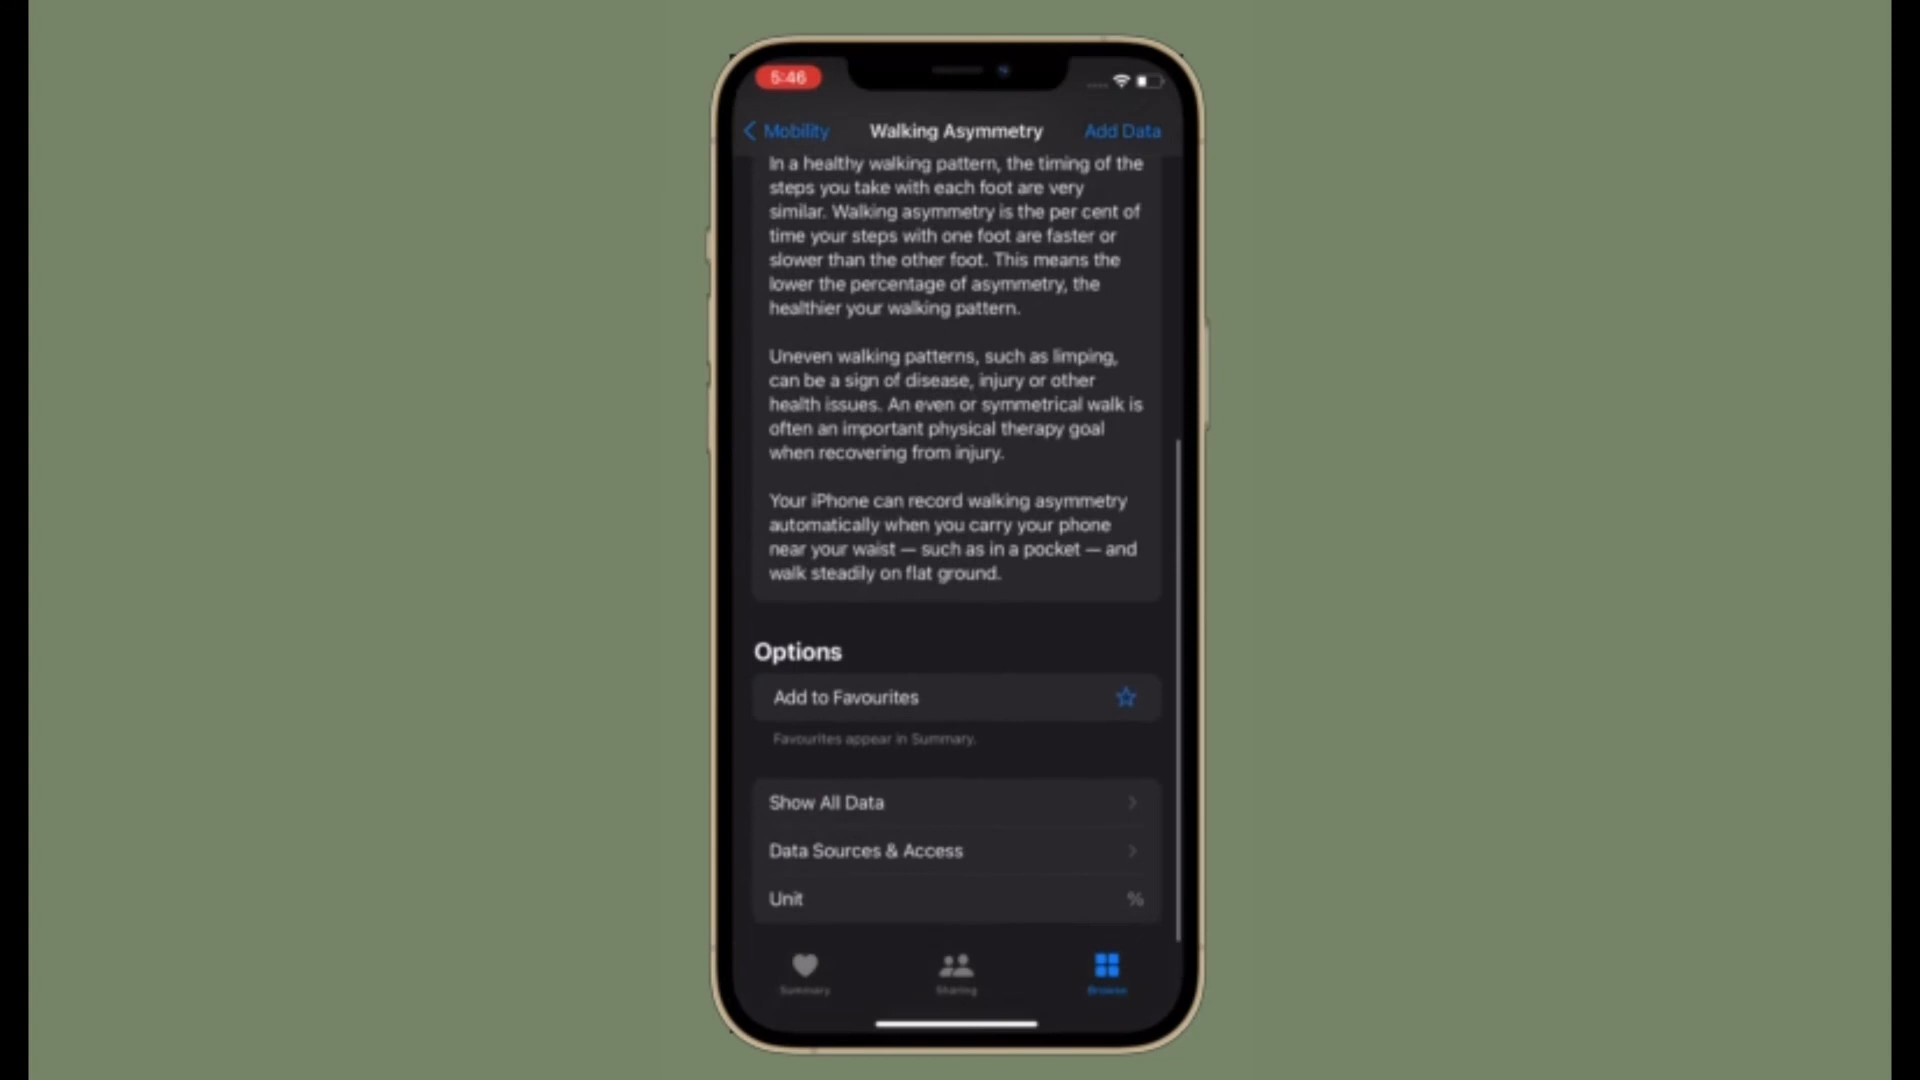 5:46
Mobility
Walking Asymmetry
Add Data
In a healthy walking pattern, the timing of the
steps you take with each foot are very
similar. Walking asymmetry is the per cent of
time your steps with one foot are faster or
slower than the other foot. This means the
lower the percentage of asymmetry, the
healthier your walking pattern.
Uneven walking patterns, such as limping,
can be a sign of disease, injury or other
health issues. An even or symmetrical walk is
often an important physical therapy goal
when recovering from injury.
Your iPhone can record walking asymmetry
automatically when you carry your phone
near your waist — such as in a pocket — and
walk steadily on flat ground.
Options
Add to Favourites
Favourites appear in Summary.
Show All Data
Data Sources & Access
Unit %
Summary
Sharing
Browse